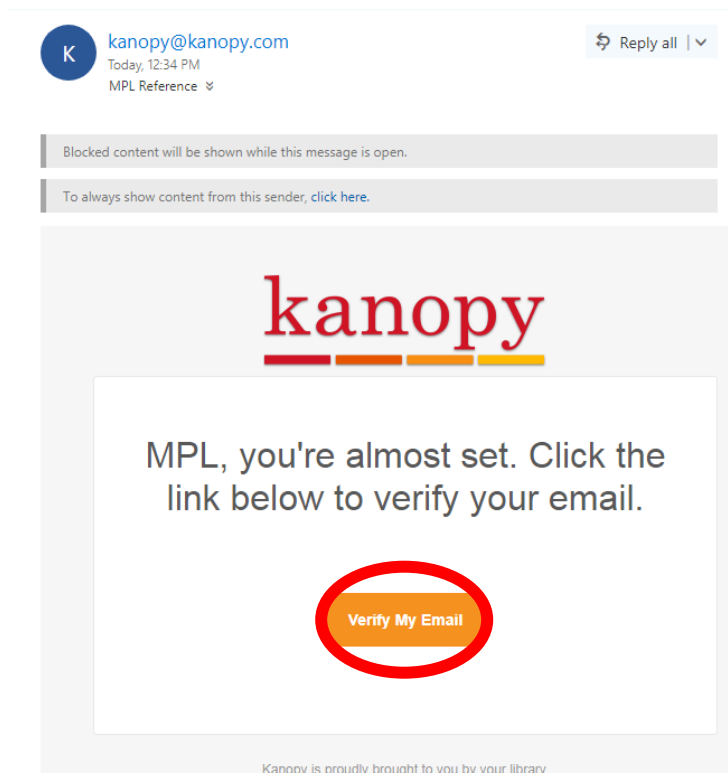 K
kanopy@kanopy.com
Reply all
Today, 12:34 PM
MPL Reference
Blocked content will be shown while this message is open.
To always show content from this sender, click here.
kanopy
MPL, you're almost set. Click the
link below to verify your email.
Verify My Email
Kanopy is proudly brought to you by your library